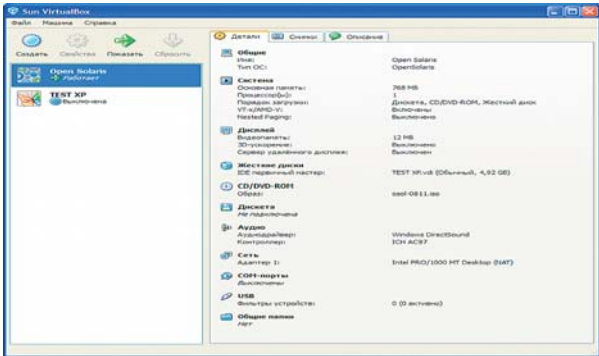 Sun VirtualBox
Файл Машина Справка
Создать Свойства Показать Сбросить
Open Solaris
Работает
TEST XP
Выключена
Детали Снимки Описание
Общие
Имя: Open Solaris
Тип ОС: OpenSolaris
Система
Основная память: 768 МБ
Процессор(ы): 1
Порядок загрузки: Дискета, CD/DVD-ROM, Жесткий диск
VT-x/AMD-V: Включены
Nested Paging: Выключено
Дисплей
Видеопамять: 12 МБ
3D-ускорение: Выключено
Сервер удалённого дисплея: Выключен
Жесткие диски
IDE первичный мастер: TEST XP.vdi (Обычный, 4,92 GB)
CD/DVD-ROM
Образ: osol-0811.iso
Дискета
Не подключена
Аудио
Аудиодрайвер: Windows DirectSound
Контроллер: ICH AC97
Сеть
Адаптер 1: Intel PRO/1000 MT Desktop (NAT)
COM-порты
Выключены
USB
Фильтры устройств: 0 (0 активно)
Общие папки
Нет